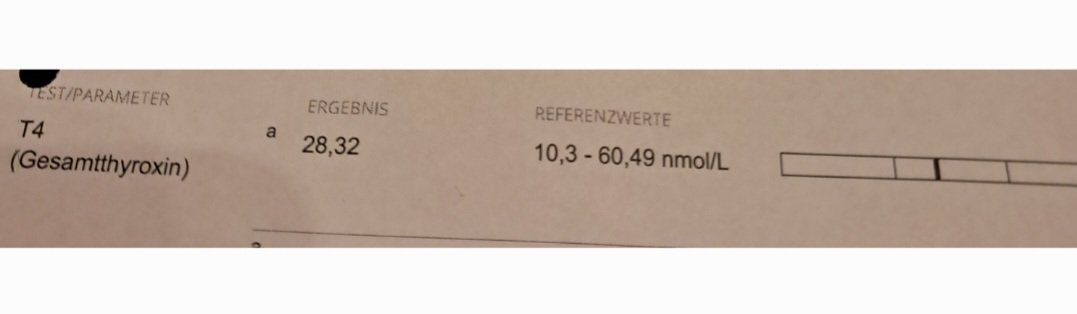 TEST/PARAMETER ERGEBNIS REFERENZWERTE
T4 a 28,32 10,3 - 60,49 nmol/L
(Gesamtthyroxin)